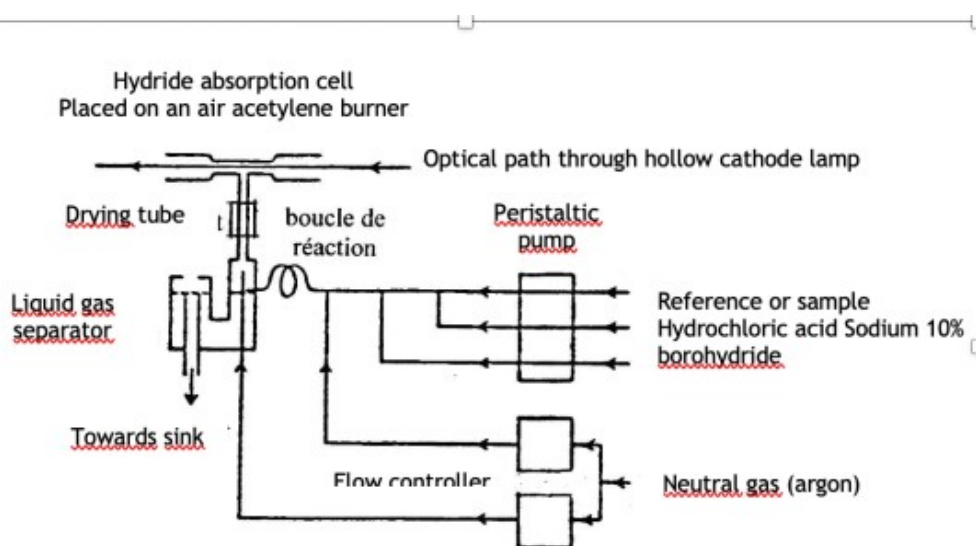 Hydride absorption cell
Placed on an air acetylene burner
Optical path through hollow cathode lamp
Drying tube
t
boucle de
réaction
Peristaltic
pump
Liquid gas
separator
Reference or sample
Hydrochloric acid Sodium 10%
borohydride
Towards sink
Flow controller
Neutral gas (argon)